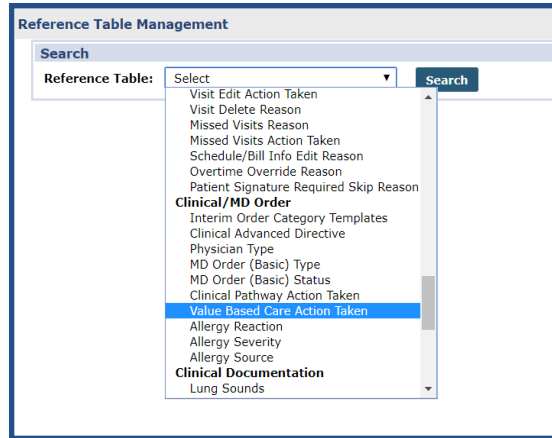 Reference Table Management
Search
Reference Table: Select Search
Visit Edit Action Taken
Visit Delete Reason
Missed Visits Reason
Missed Visits Action Taken
Schedule/Bill Info Edit Reason
Overtime Override Reason
Patient Signature Required Skip Reason
Clinical/MD Order
Interim Order Category Templates
Clinical Advanced Directive
Physician Type
MD Order (Basic) Type
MD Order (Basic) Status
Clinical Pathway Action Taken
Value Based Care Action Taken
Allergy Reaction
Allergy Severity
Allergy Source
Clinical Documentation
Lung Sounds